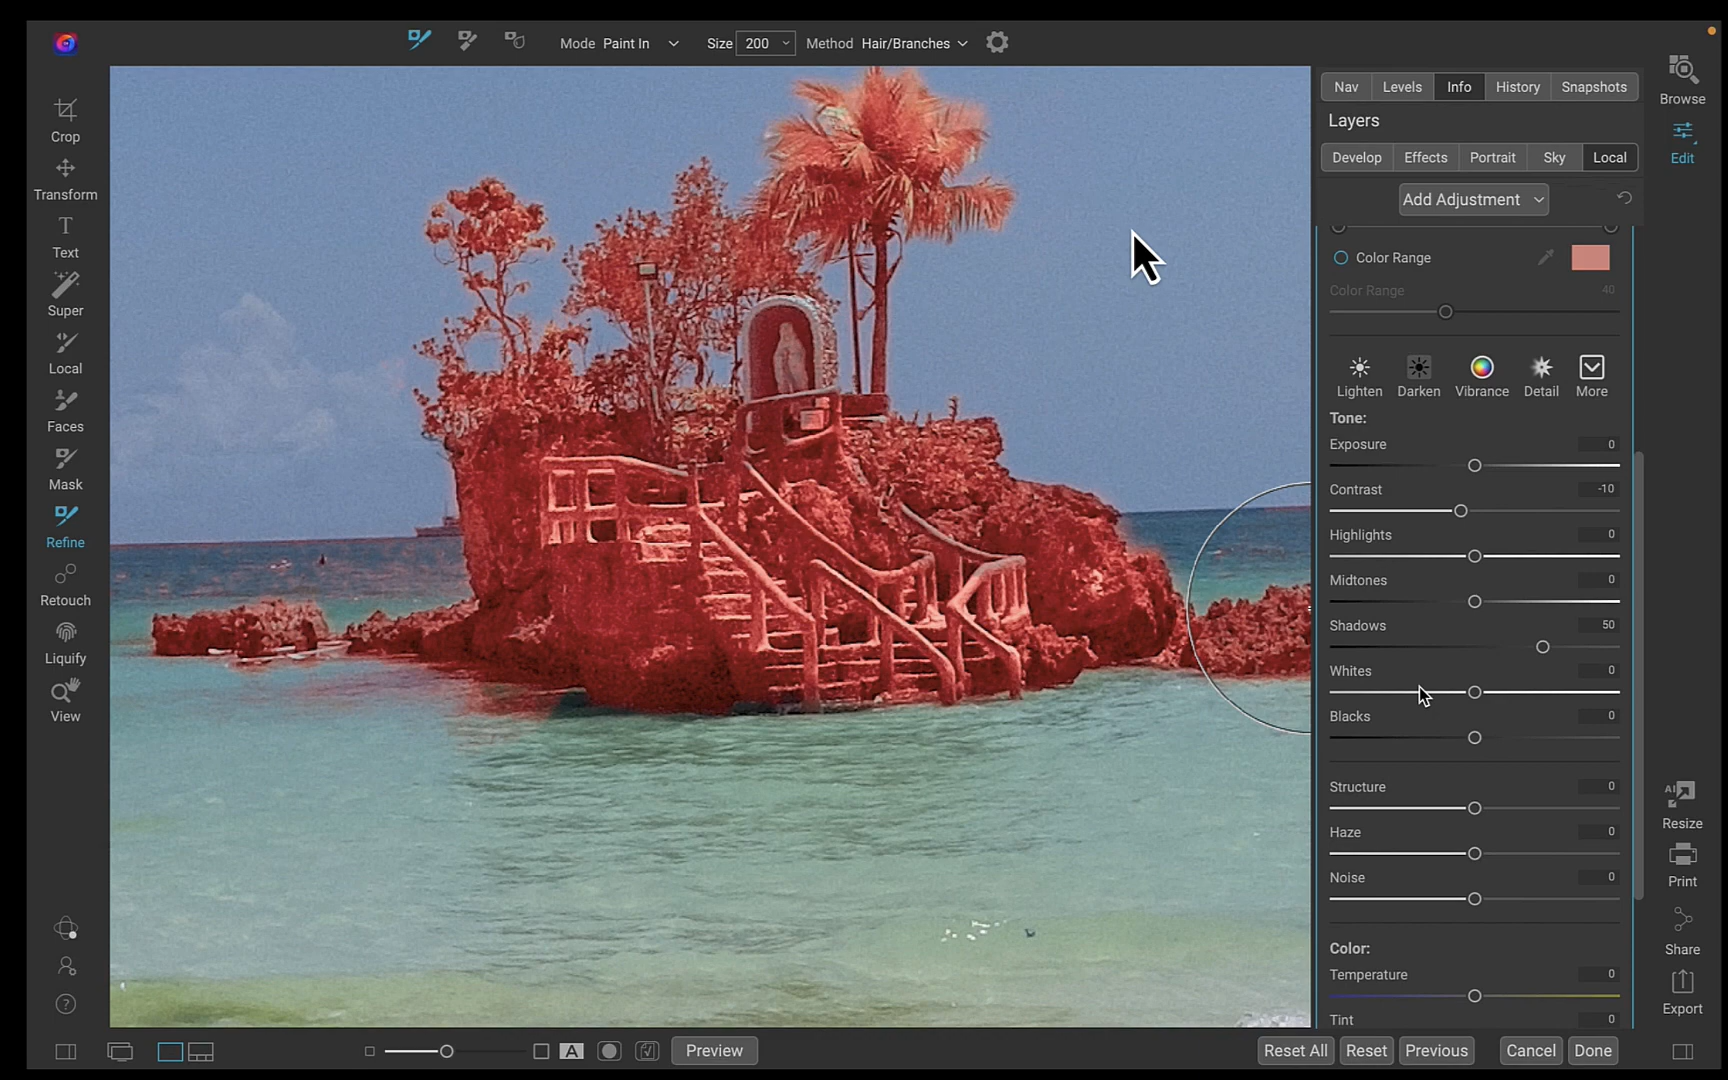 Mode Paint In Size 200 Method Hair/Branches
Crop
Transform
Text
Super
Local
Faces
Mask
Refine
Retouch
Liquify
View
Nav Levels Info History Snapshots
Layers
Develop Effects Portrait Sky Local
Add Adjustment
Color Range
Color Range 40
Lighten Darken Vibrance Detail More
Tone:
Exposure 0
Contrast -10
Highlights 0
Midtones 0
Shadows 50
Whites 0
Blacks 0
Structure 0
Haze 0
Noise 0
Color:
Temperature 0
Tint 0
Browse
Edit
AI
Resize
Print
Share
Export
?
A
Preview
Reset All Reset Previous Cancel Done